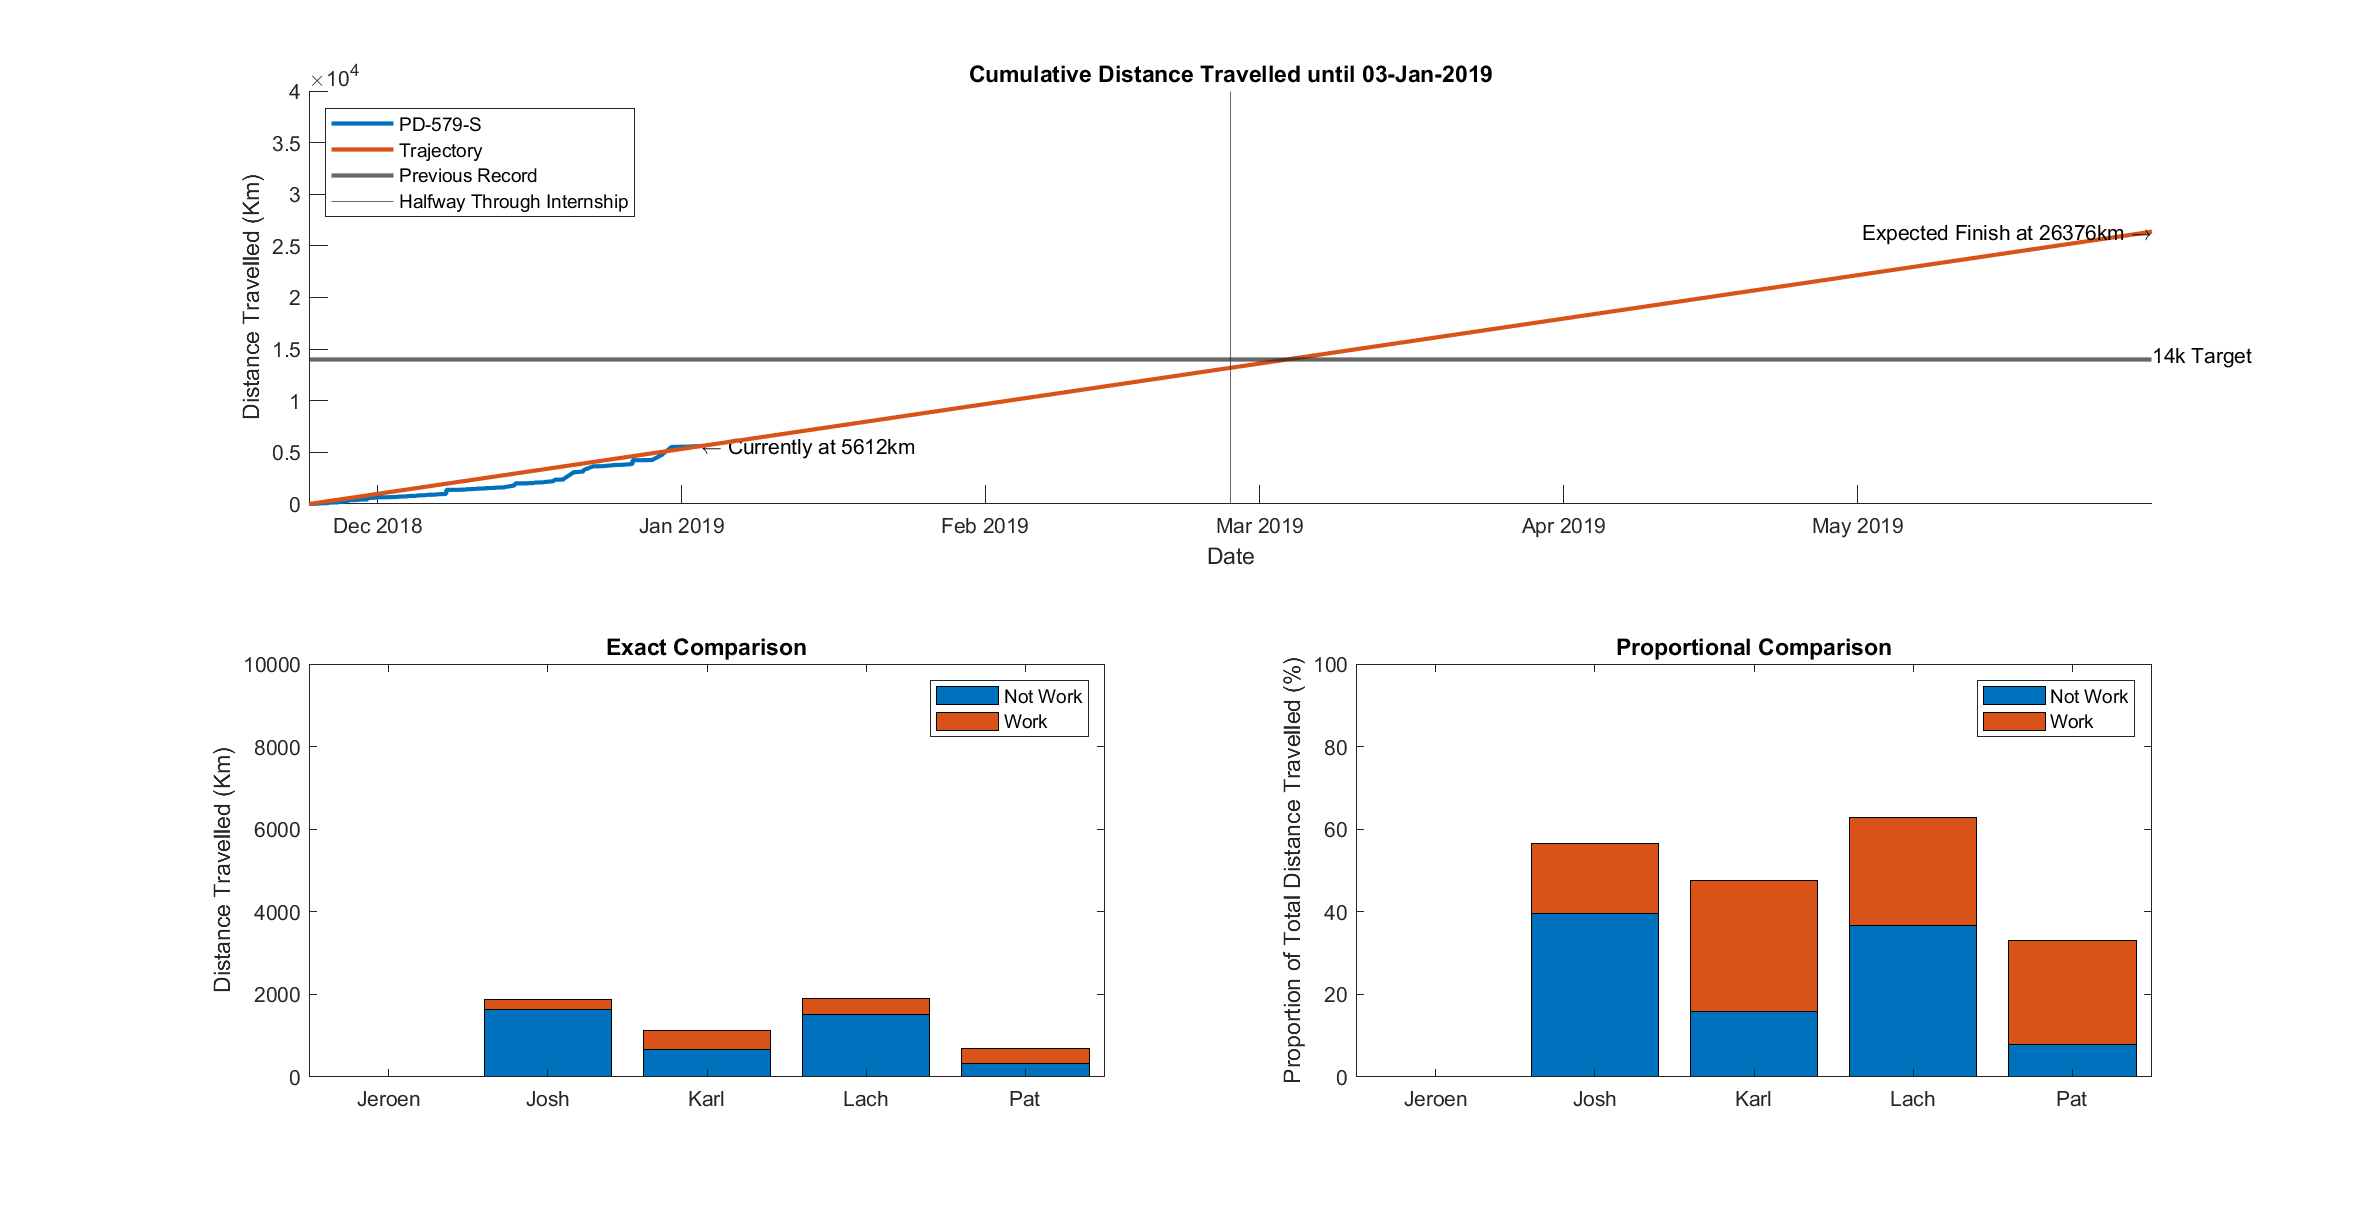 Cumulative Distance Travelled until 03-Jan-2019
×10^4
4
3.5
3
2.5
2
1.5
1
0.5
0
Distance Travelled (Km)
PD-579-S
Trajectory
Previous Record
Halfway Through Internship
Expected Finish at 26376km →
14k Target
← Currently at 5612km
Dec 2018 Jan 2019 Feb 2019 Mar 2019 Apr 2019 May 2019
Date
Exact Comparison
10000
8000
6000
4000
2000
0
Distance Travelled (Km)
Not Work
Work
Jeroen Josh Karl Lach Pat
Proportional Comparison
100
80
60
40
20
0
Proportion of Total Distance Travelled (%)
Not Work
Work
Jeroen Josh Karl Lach Pat